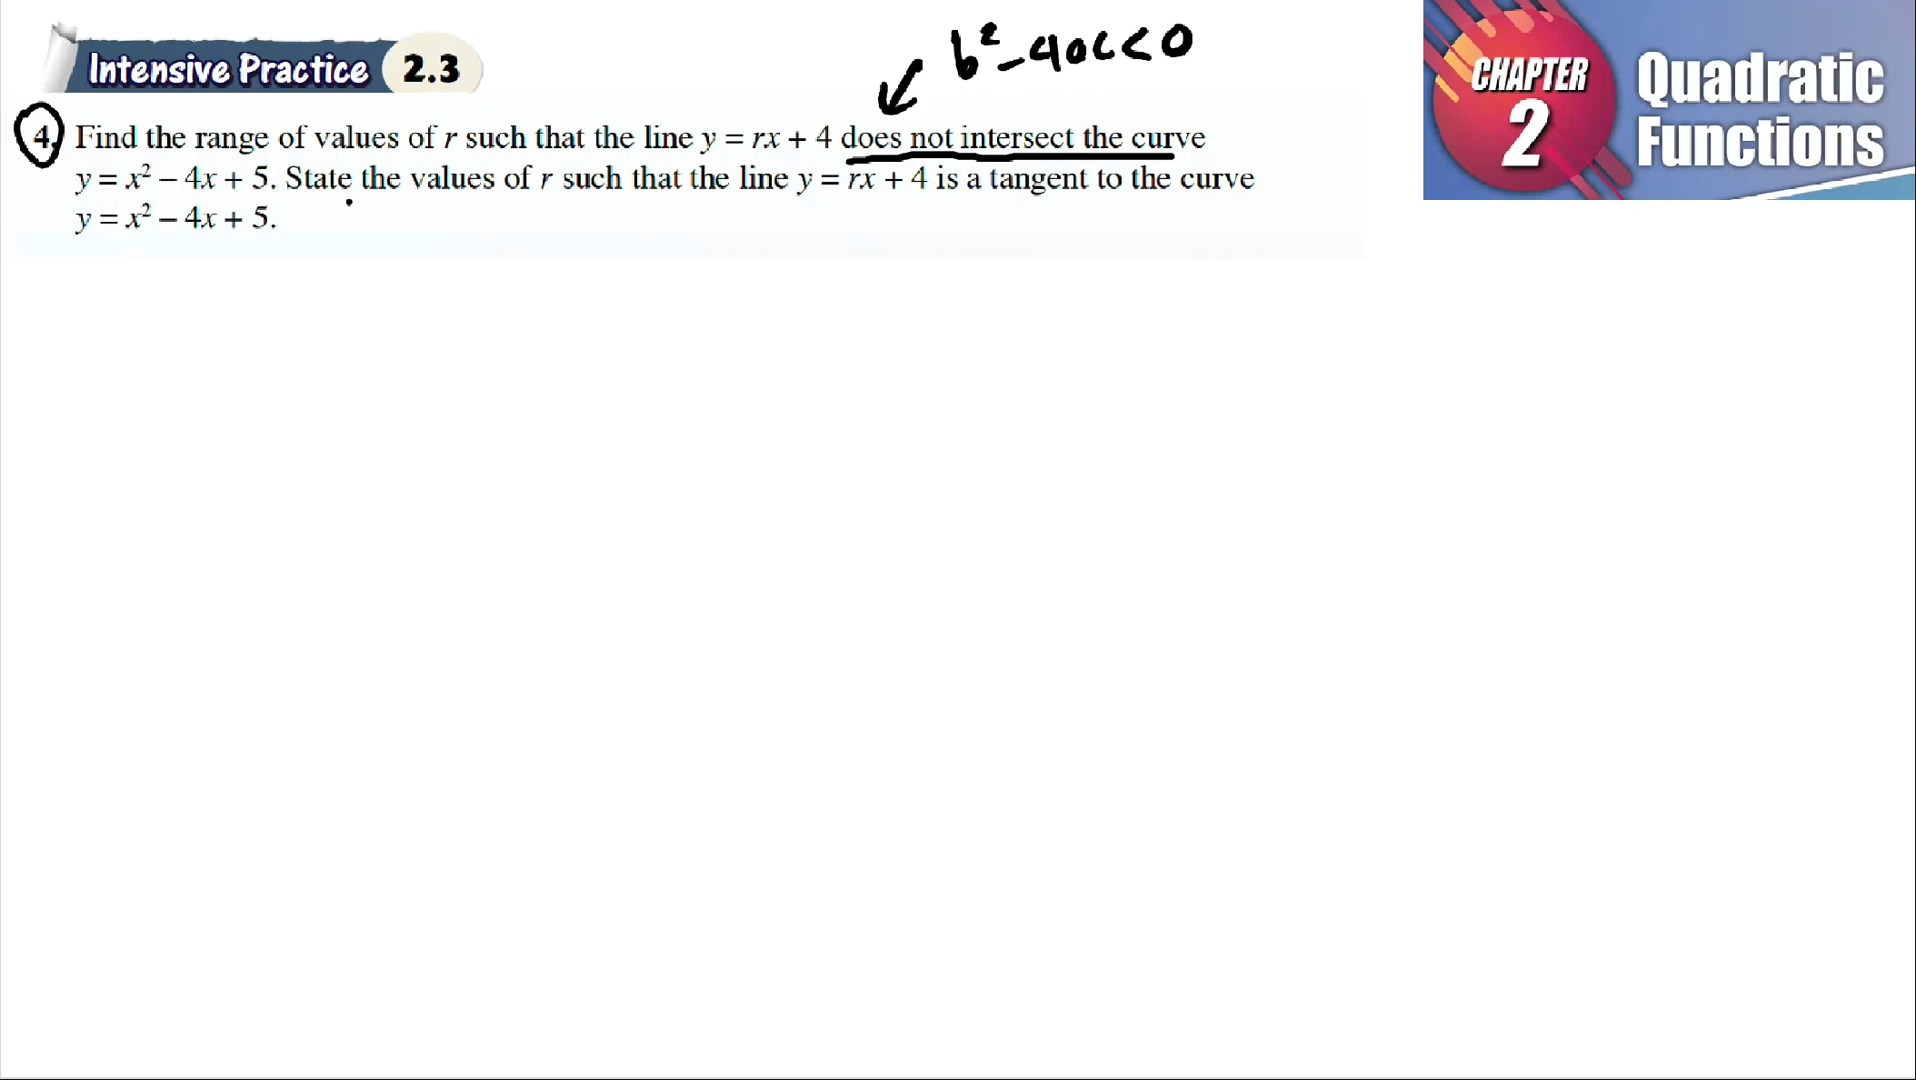 b² - 4ac < 0
Intensive Practice 2.3
CHAPTER 2
Quadratic Functions
4. Find the range of values of r such that the line y = rx + 4 does not intersect the curve
y = x² – 4x + 5. State the values of r such that the line y = rx + 4 is a tangent to the curve
y = x² – 4x + 5.